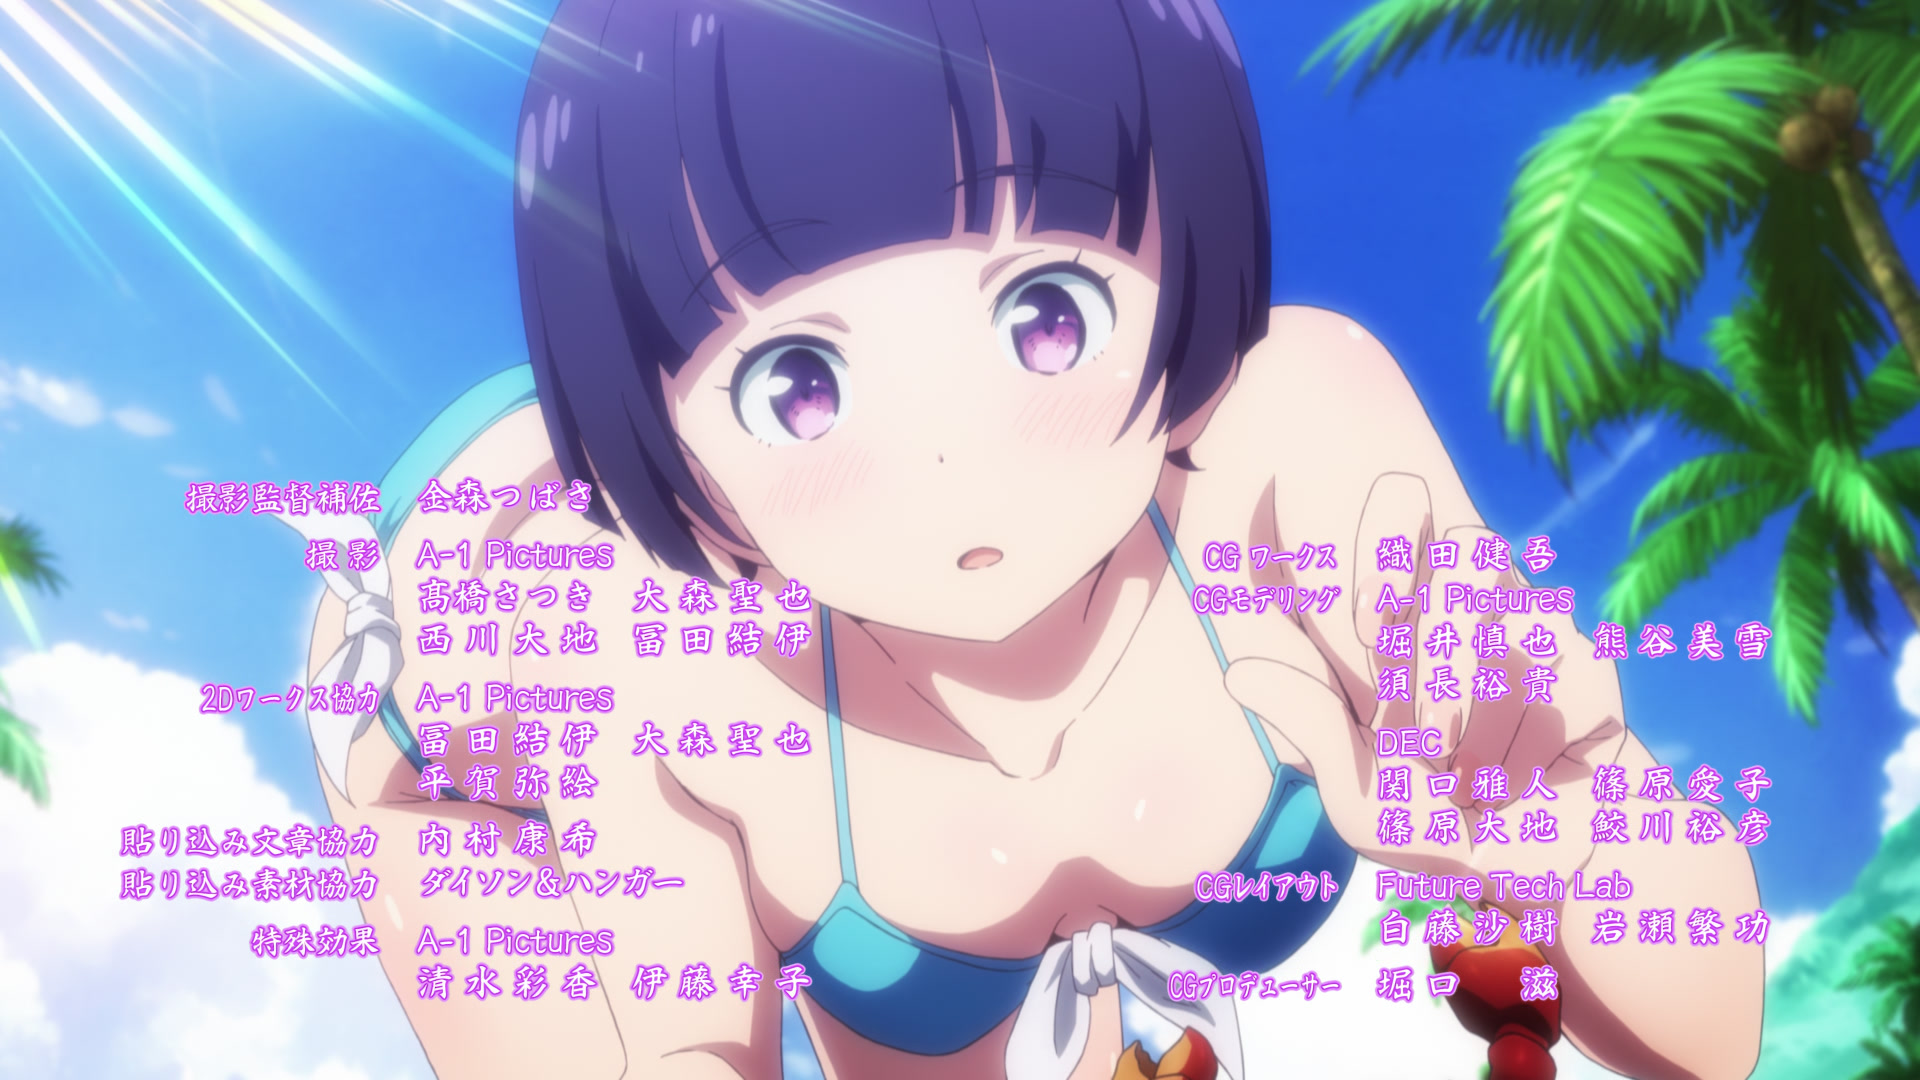 撮影監督補佐 金森つばさ
撮影 A-1 Pictures
髙橋さつき 大森聖也
西川大地 冨田結伊
2Dワークス協力 A-1 Pictures
冨田結伊 大森聖也
平賀弥絵
貼り込み文章協力 内村康希
貼り込み素材協力 ダイソン&ハンガー
特殊効果 A-1 Pictures
清水彩香 伊藤幸子
CGワークス 織田健吾
CGモデリング A-1 Pictures
堀井慎也 熊谷美雪
須長裕貴
DEC
関口雅人 篠原愛子
篠原大地 鮫川裕彦
CGレイアウト Future Tech Lab
白藤沙樹 岩瀬繁功
CGプロデューサー 堀口 滋